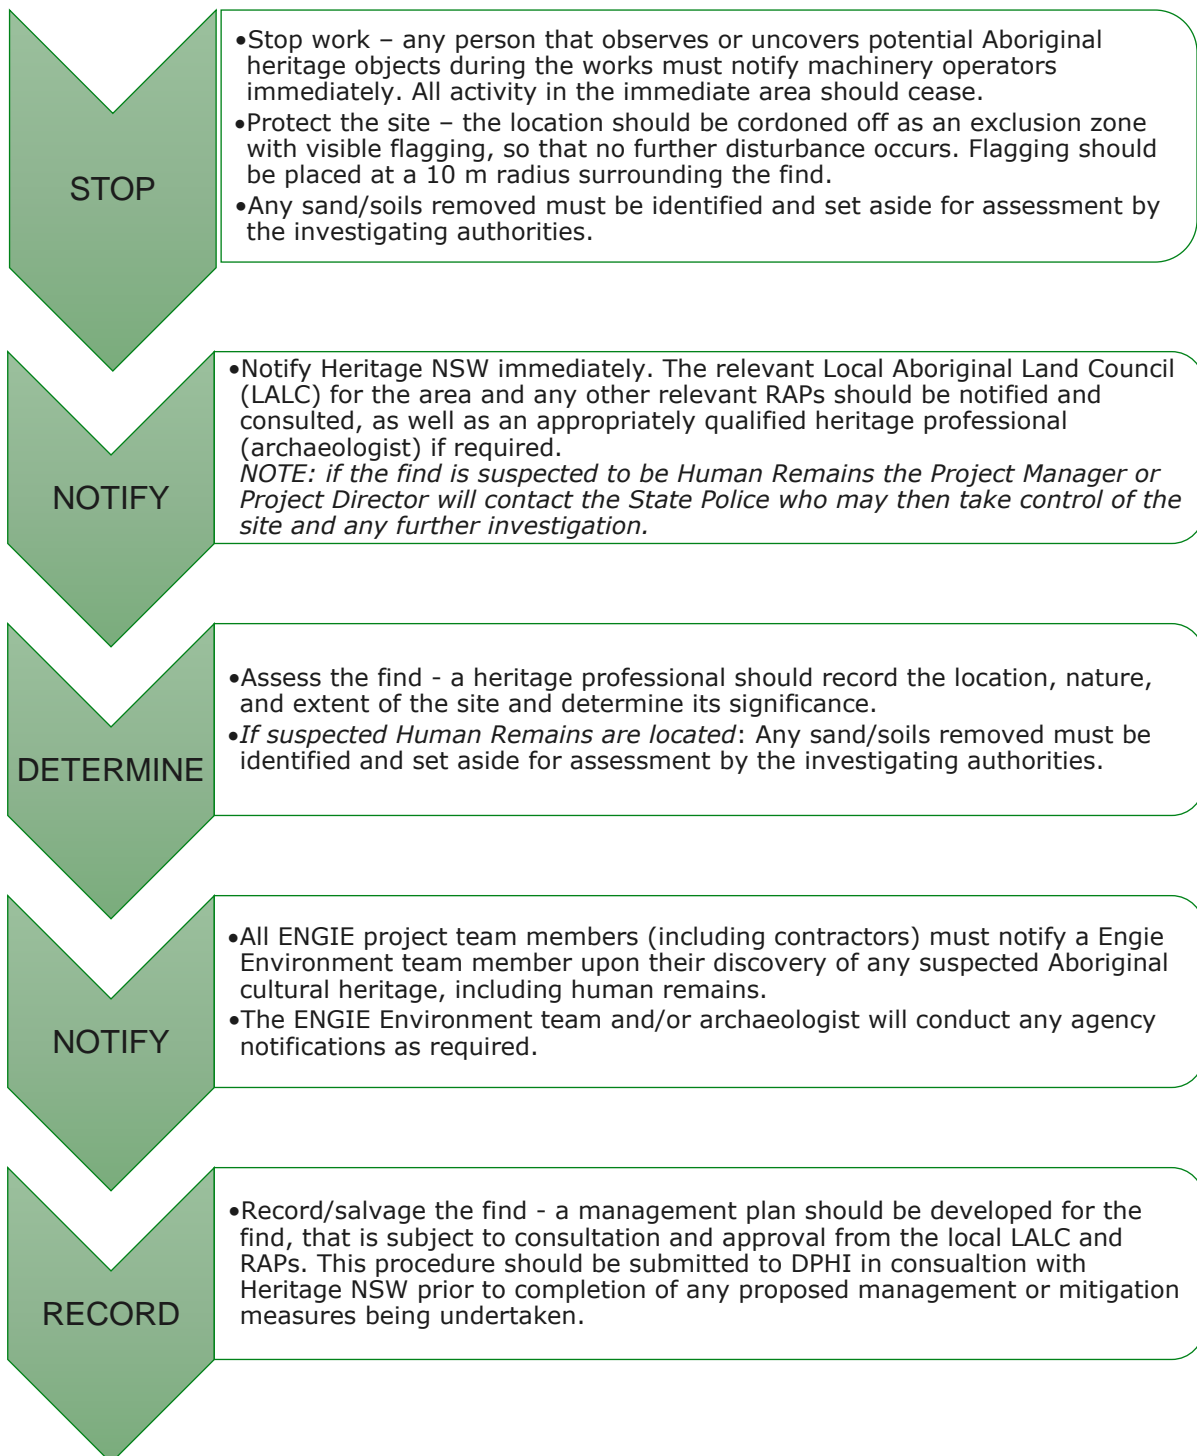 STOP
•Stop work – any person that observes or uncovers potential Aboriginal
heritage objects during the works must notify machinery operators
immediately. All activity in the immediate area should cease.
•Protect the site – the location should be cordoned off as an exclusion zone
with visible flagging, so that no further disturbance occurs. Flagging should
be placed at a 10 m radius surrounding the find.
•Any sand/soils removed must be identified and set aside for assessment by
the investigating authorities.
NOTIFY
•Notify Heritage NSW immediately. The relevant Local Aboriginal Land Council
(LALC) for the area and any other relevant RAPs should be notified and
consulted, as well as an appropriately qualified heritage professional
(archaeologist) if required.
NOTE: if the find is suspected to be Human Remains the Project Manager or
Project Director will contact the State Police who may then take control of the
site and any further investigation.
DETERMINE
•Assess the find - a heritage professional should record the location, nature,
and extent of the site and determine its significance.
•If suspected Human Remains are located: Any sand/soils removed must be
identified and set aside for assessment by the investigating authorities.
NOTIFY
•All ENGIE project team members (including contractors) must notify a Engie
Environment team member upon their discovery of any suspected Aboriginal
cultural heritage, including human remains.
•The ENGIE Environment team and/or archaeologist will conduct any agency
notifications as required.
RECORD
•Record/salvage the find - a management plan should be developed for the
find, that is subject to consultation and approval from the local LALC and
RAPs. This procedure should be submitted to DPHI in consualtion with
Heritage NSW prior to completion of any proposed management or mitigation
measures being undertaken.